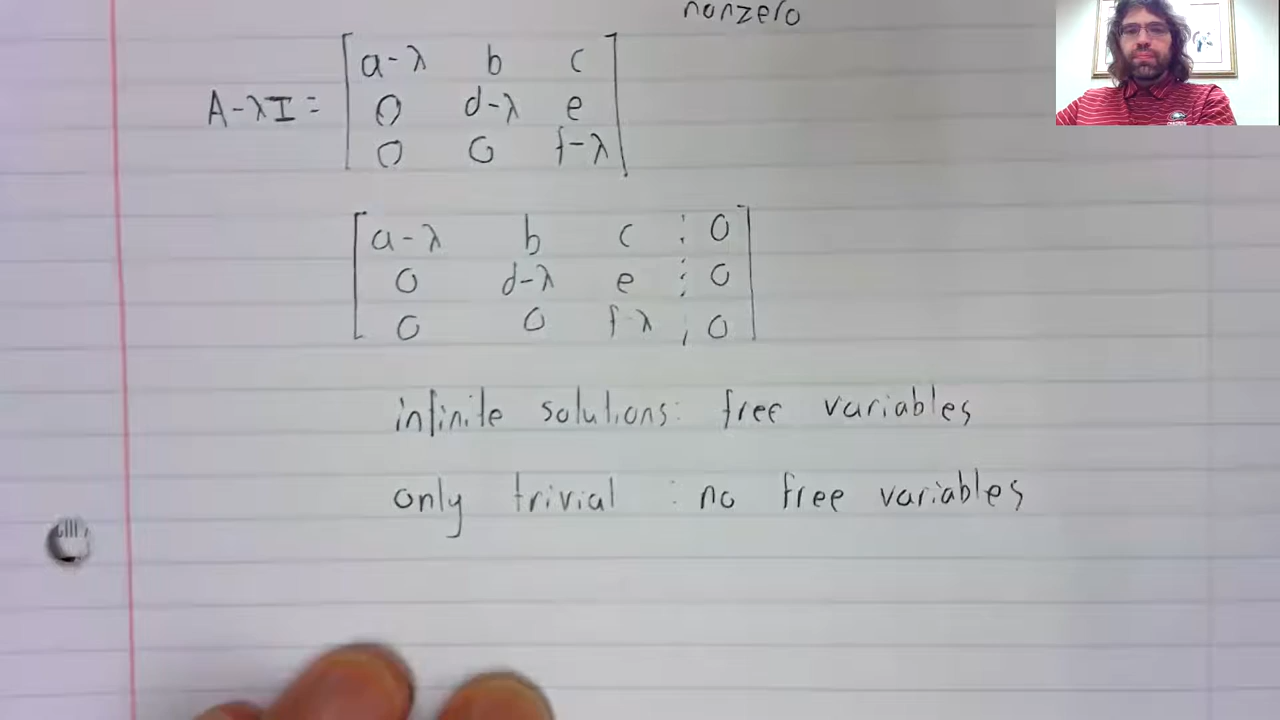 nonzero
A-λI = [a-λ b c
0 d-λ e
0 0 f-λ]
[a-λ b c ⋮ 0
0 d-λ e ⋮ 0
0 0 f-λ ⋮ 0]
infinite solutions: free variables
only trivial : no free variables